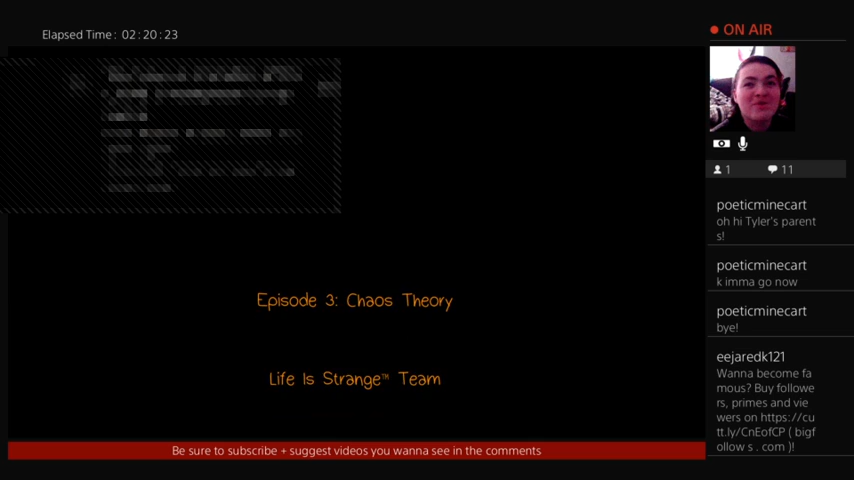 Elapsed Time: 02:20:23
ON AIR
1
11
poeticminecart
oh hi Tyler's parent
s!
poeticminecart
k imma go now
poeticminecart
bye!
eejaredk121
Wanna become fa
mous? Buy followe
rs, primes and vie
wers on https://cu
tt.ly/CnEofCP ( bigf
ollow s . com )!
Episode 3: Chaos Theory
Life Is Strange™ Team
Be sure to subscribe + suggest videos you wanna see in the comments